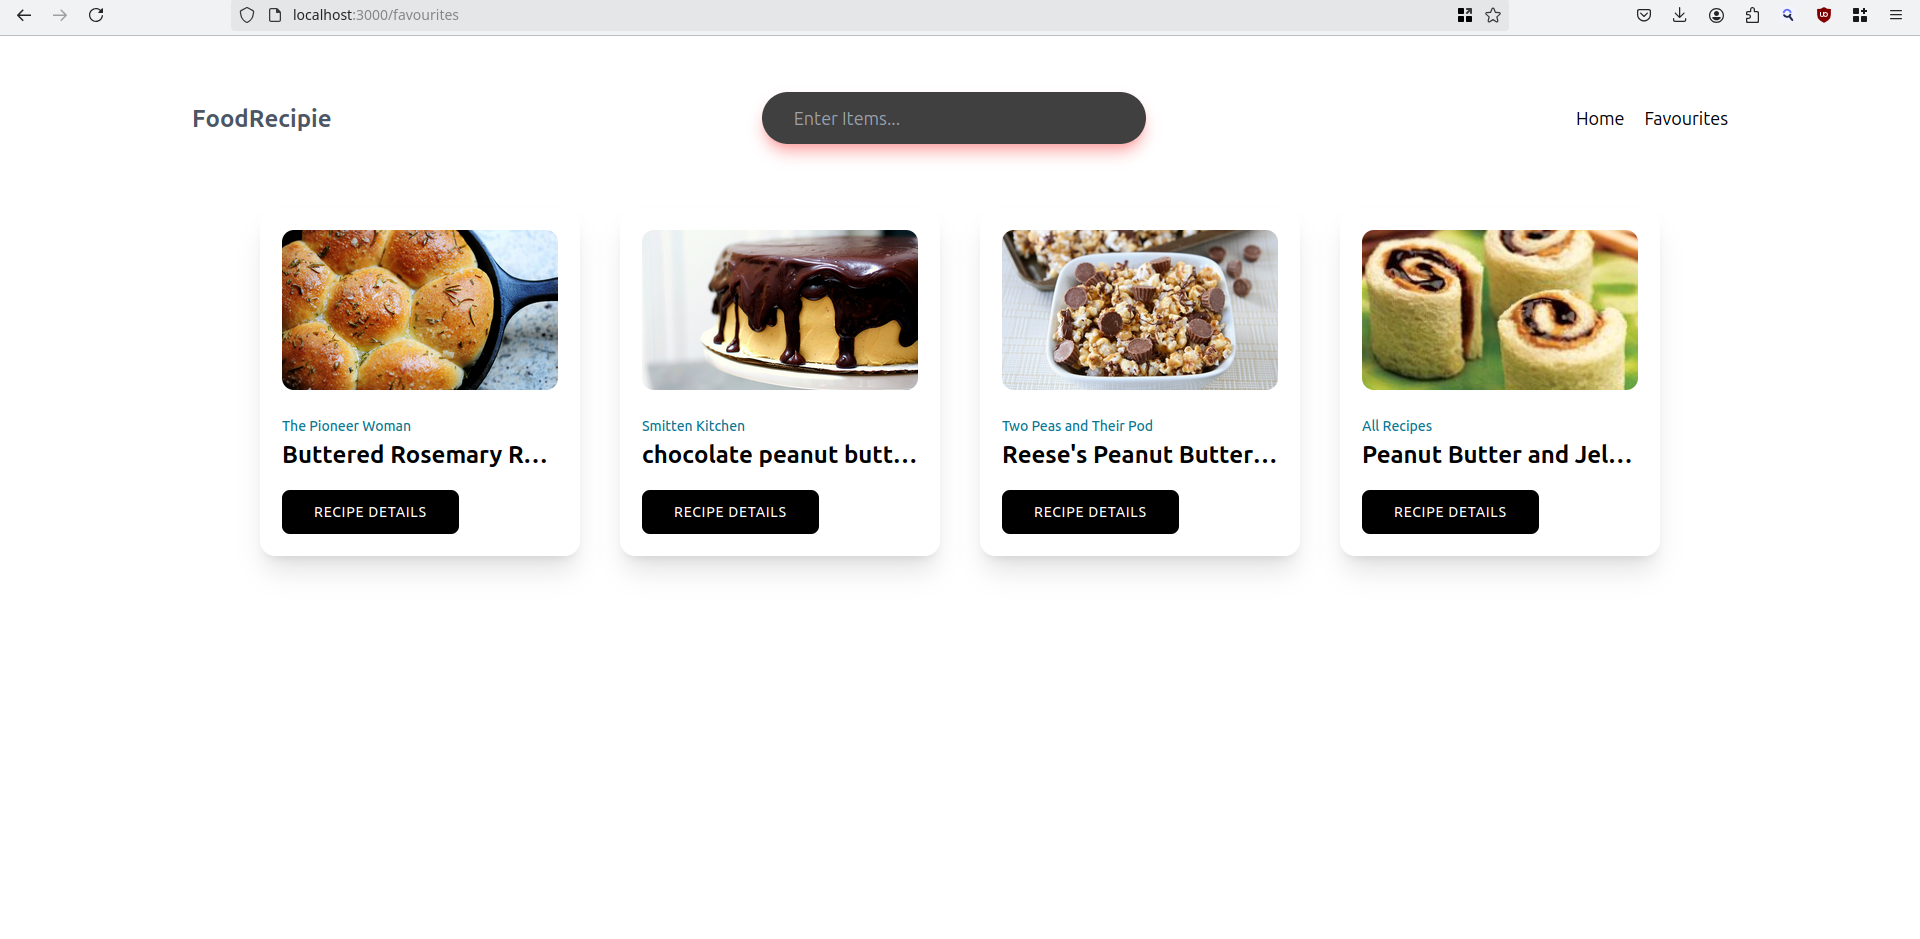 localhost:3000/favourites
FoodRecipie
Enter Items...
Home Favourites
The Pioneer Woman
Buttered Rosemary R...
RECIPE DETAILS
Smitten Kitchen
chocolate peanut butt...
RECIPE DETAILS
Two Peas and Their Pod
Reese's Peanut Butter...
RECIPE DETAILS
All Recipes
Peanut Butter and Jel...
RECIPE DETAILS